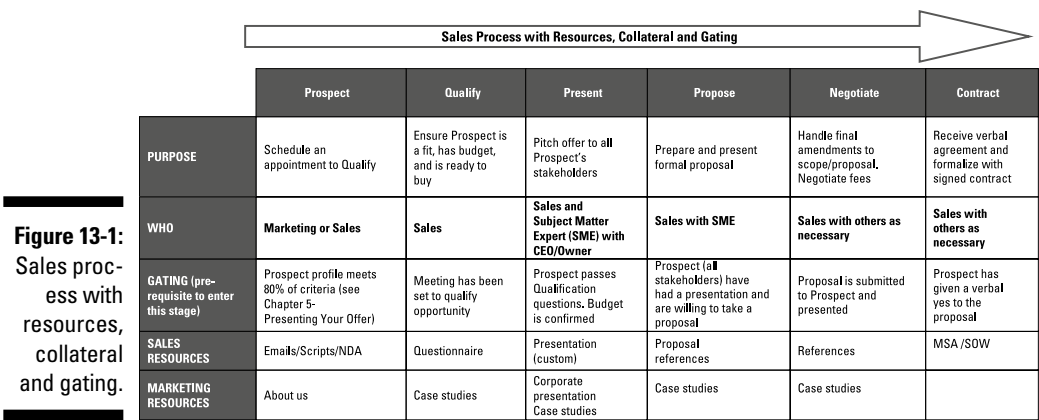 Sales Process with Resources, Collateral and Gating
Prospect
Qualify
Present
Propose
Negotiate
Contract
PURPOSE
Schedule an
appointment to Qualify
Ensure Prospect is
a fit, has budget,
and is ready to
buy
Pitch offer to all
Prospect's
stakeholders
Prepare and present
formal proposal
Handle final
amendments to
scope/proposal.
Negotiate fees
Receive verbal
agreement and
formalize with
signed contract
WHO
Marketing or Sales
Sales
Sales and
Subject Matter
Expert (SME) with
CEO/Owner
Sales with SME
Sales with others as
necessary
Sales with
others as
necessary
GATING (pre-
requisite to enter
this stage)
Prospect profile meets
80% of criteria (see
Chapter 5-
Presenting Your Offer)
Meeting has been
set to qualify
opportunity
Prospect passes
Qualification
questions. Budget
is confirmed
Prospect (all
stakeholders) have
had a presentation and
are willing to take a
proposal
Proposal is submitted
to Prospect and
presented
Prospect has
given a verbal
yes to the
proposal
SALES
RESOURCES
Emails/Scripts/NDA
Questionnaire
Presentation
(custom)
Proposal
references
References
MSA /SOW
MARKETING
RESOURCES
About us
Case studies
Corporate
presentation
Case studies
Case studies
Case studies
Figure 13-1:
Sales proc-
ess with
resources,
collateral
and gating.